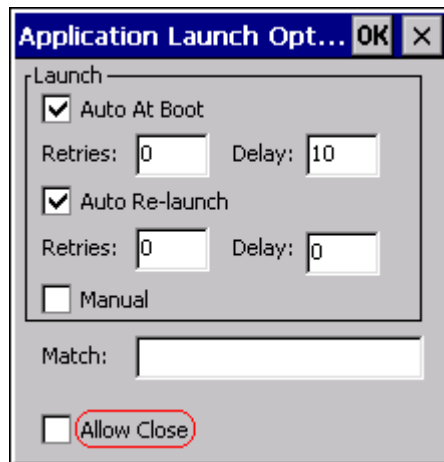 Application Launch Opt... OK ×
Launch
Auto At Boot
Retries: 0 Delay: 10
Auto Re-launch
Retries: 0 Delay: 0
Manual
Match:
Allow Close